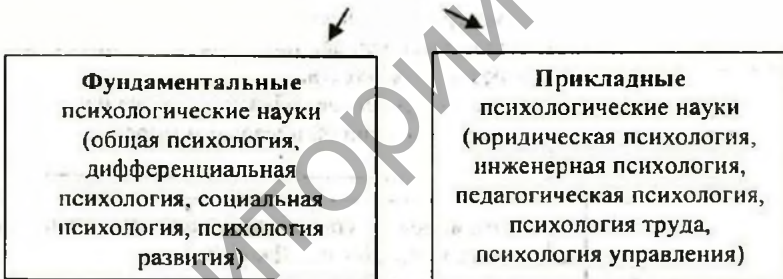 Фундаментальные
психологические науки
(общая психология,
дифференциальная
психология, социальная
психология, психология
развития)
Прикладные
психологические науки
(юридическая психология,
инженерная психология,
педагогическая психология,
психология труда,
психология управления)